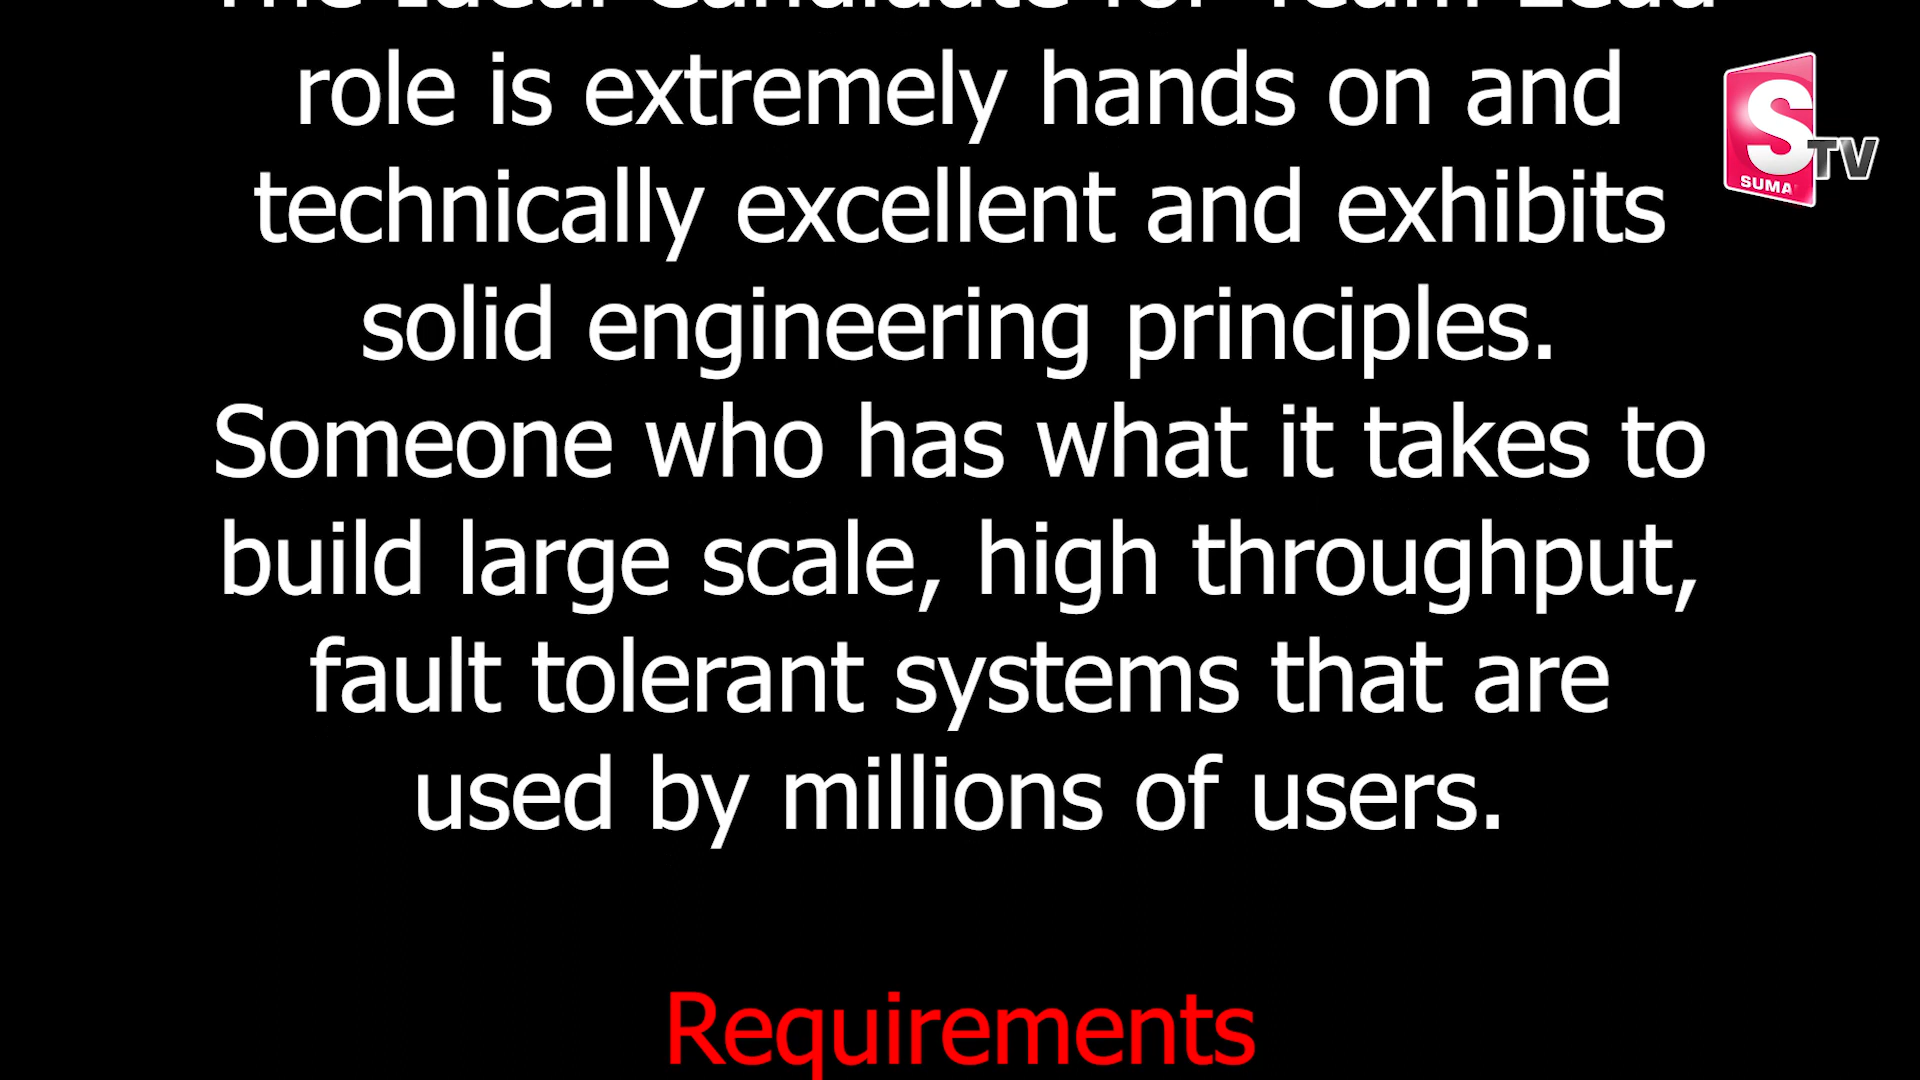 The Ideal Candidate for Team Lead
role is extremely hands on and
technically excellent and exhibits
solid engineering principles.
Someone who has what it takes to
build large scale, high throughput,
fault tolerant systems that are
used by millions of users.
Requirements
S TV
SUMAN